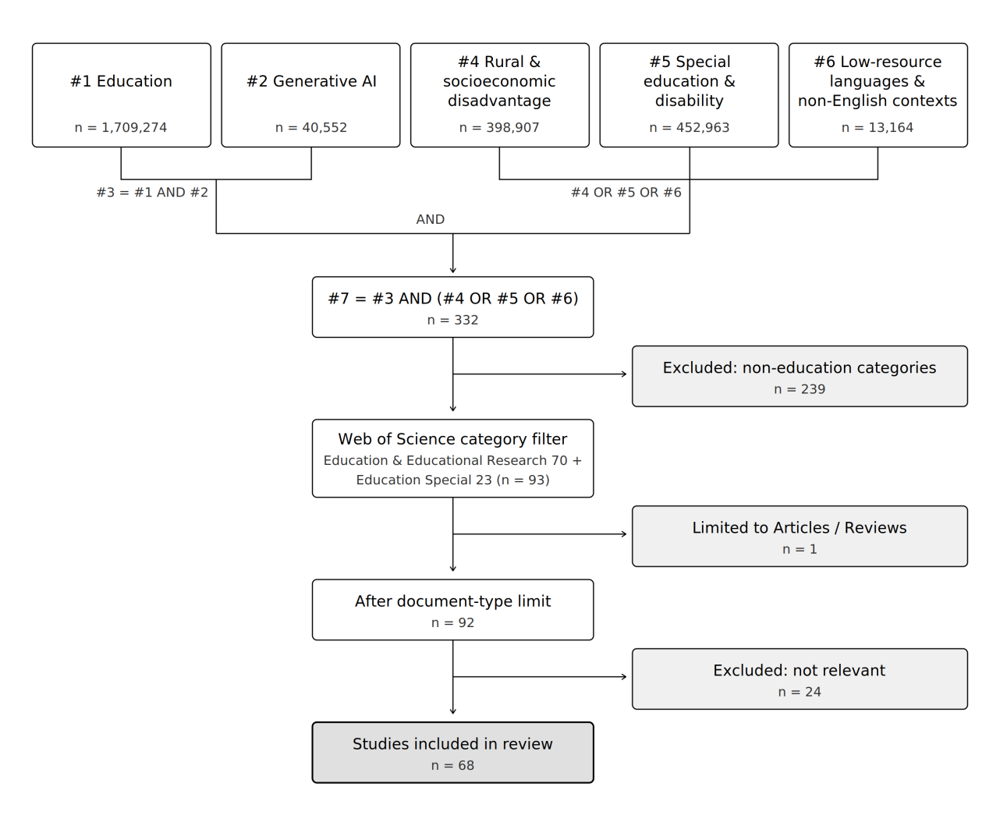 #1 Education
n = 1,709,274
#2 Generative AI
n = 40,552
#4 Rural &
socioeconomic
disadvantage
n = 398,907
#5 Special
education &
disability
n = 452,963
#6 Low-resource
languages &
non-English contexts
n = 13,164
#3 = #1 AND #2
#4 OR #5 OR #6
AND
#7 = #3 AND (#4 OR #5 OR #6)
n = 332
Excluded: non-education categories
n = 239
Web of Science category filter
Education & Educational Research 70 +
Education Special 23 (n = 93)
Limited to Articles / Reviews
n = 1
After document-type limit
n = 92
Excluded: not relevant
n = 24
Studies included in review
n = 68